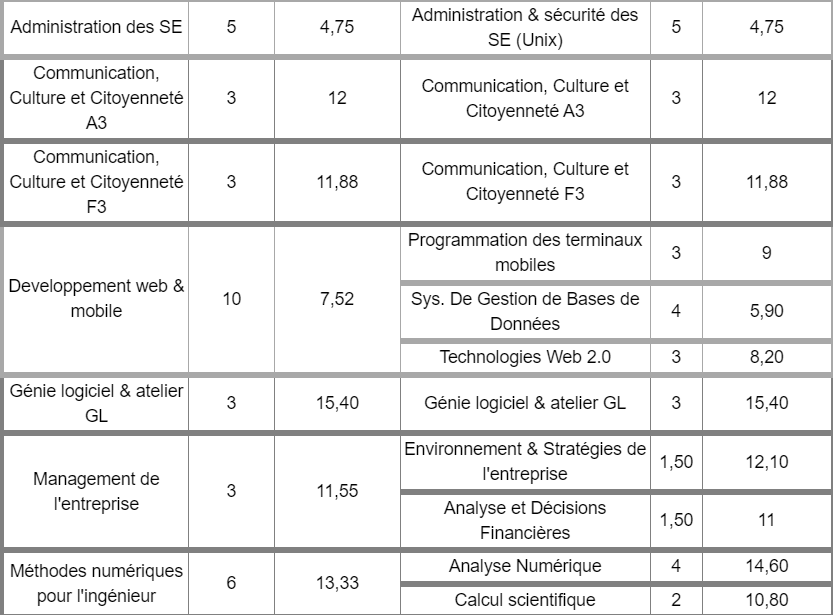 Administration des SE 5 4,75 Administration & sécurité des
SE (Unix) 5 4,75
Communication,
Culture et Citoyenneté
A3 3 12 Communication, Culture et
Citoyenneté A3 3 12
Communication,
Culture et Citoyenneté
F3 3 11,88 Communication, Culture et
Citoyenneté F3 3 11,88
Developpement web &
mobile 10 7,52 Programmation des terminaux
mobiles 3 9
Sys. De Gestion de Bases de
Données 4 5,90
Technologies Web 2.0 3 8,20
Génie logiciel & atelier
GL 3 15,40 Génie logiciel & atelier GL 3 15,40
Management de
l'entreprise 3 11,55 Environnement & Stratégies de
l'entreprise 1,50 12,10
Analyse et Décisions
Financières 1,50 11
Méthodes numériques
pour l'ingénieur 6 13,33 Analyse Numérique 4 14,60
Calcul scientifique 2 10,80